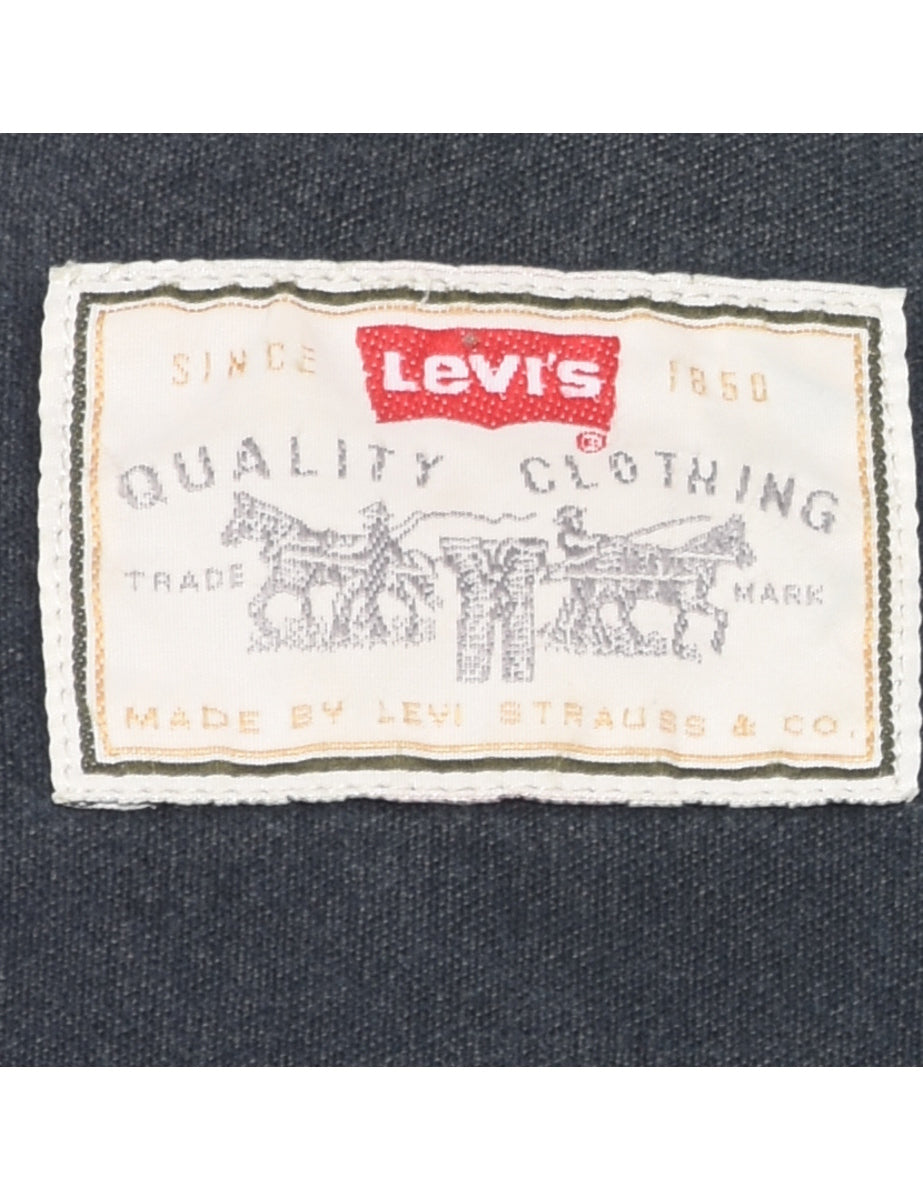 SINCE Levi's 1850
®
QUALITY CLOTHING
TRADE MARK
MADE BY LEVI STRAUSS & CO.